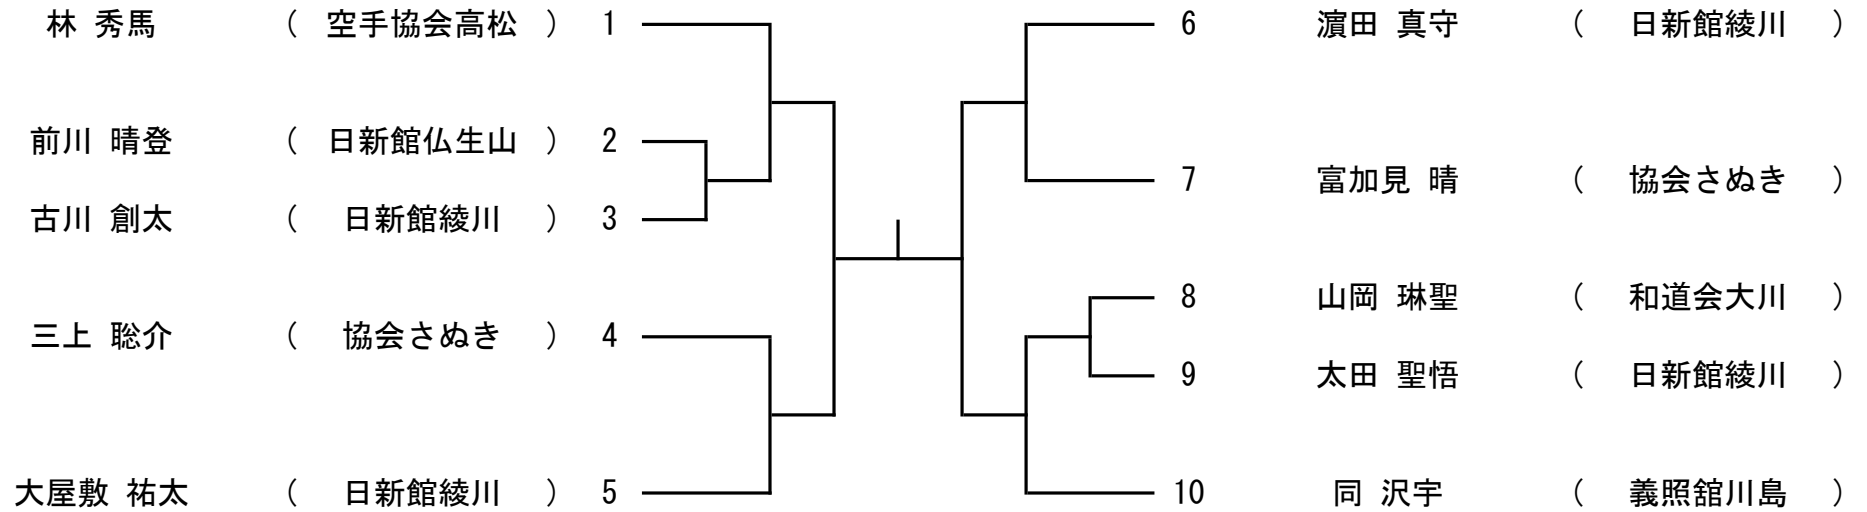 林 秀馬 ( 空手協会高松 ) 1
前川 晴登 ( 日新館仏生山 ) 2
古川 創太 ( 日新館綾川 ) 3
三上 聡介 ( 協会さぬき ) 4
大屋敷 祐太 ( 日新館綾川 ) 5
6 濵田 真守 ( 日新館綾川 )
7 富加見 晴 ( 協会さぬき )
8 山岡 琳聖 ( 和道会大川 )
9 太田 聖悟 ( 日新館綾川 )
10 同 沢宇 ( 義照舘川島 )